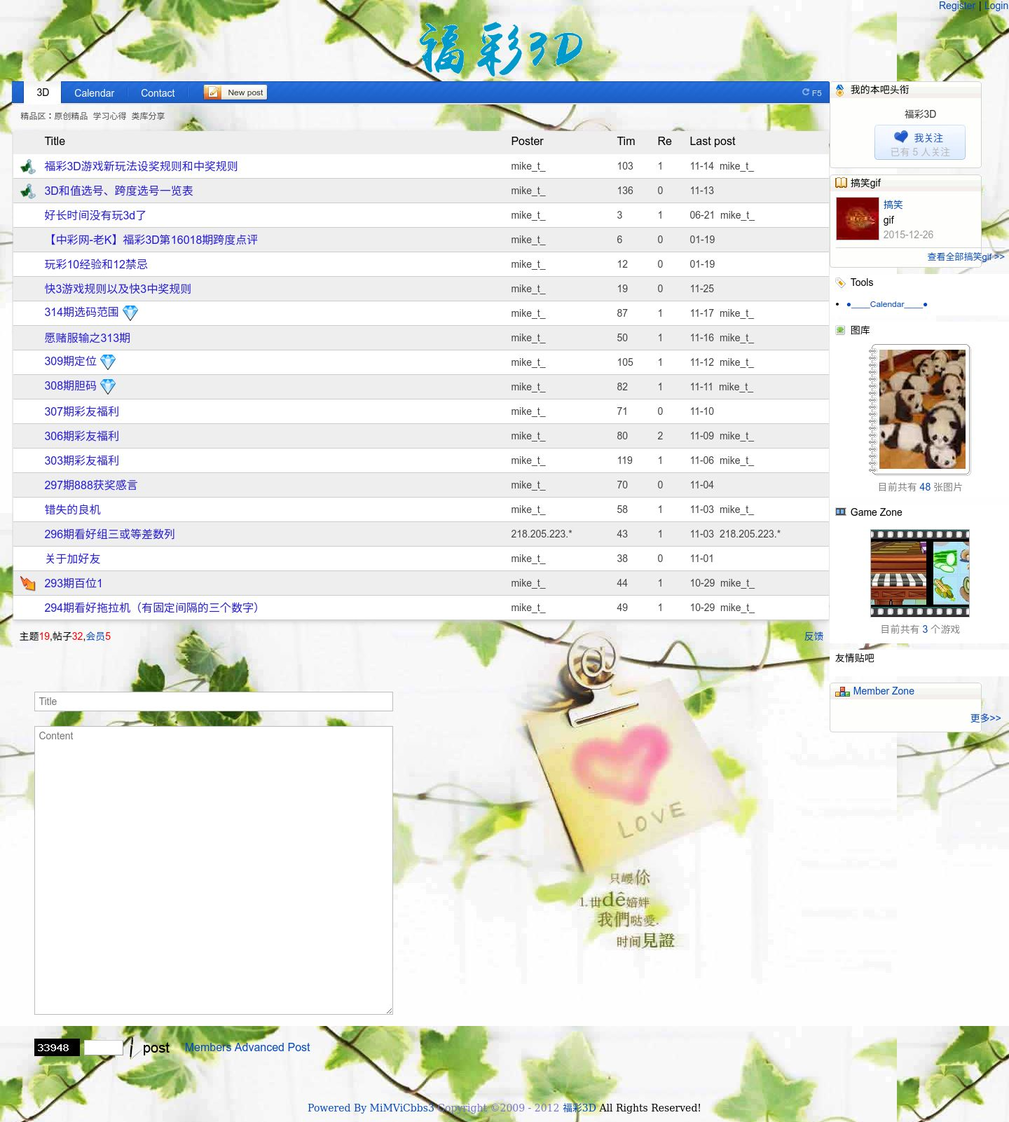 Register | Login
福彩3D
3D Calendar Contact New post F5
精品区：原创精品 学习心得 类库分享
Title Poster Tim Re Last post
福彩3D游戏新玩法设奖规则和中奖规则 mike_t_ 103 1 11-14 mike_t_
3D和值选号、跨度选号一览表 mike_t_ 136 0 11-13
好长时间没有玩3d了 mike_t_ 3 1 06-21 mike_t_
【中彩网-老K】福彩3D第16018期跨度点评 mike_t_ 6 0 01-19
玩彩10经验和12禁忌 mike_t_ 12 0 01-19
快3游戏规则以及快3中奖规则 mike_t_ 19 0 11-25
314期选码范围 mike_t_ 87 1 11-17 mike_t_
愿赌服输之313期 mike_t_ 50 1 11-16 mike_t_
309期定位 mike_t_ 105 1 11-12 mike_t_
308期胆码 mike_t_ 82 1 11-11 mike_t_
307期彩友福利 mike_t_ 71 0 11-10
306期彩友福利 mike_t_ 80 2 11-09 mike_t_
303期彩友福利 mike_t_ 119 1 11-06 mike_t_
297期888获奖感言 mike_t_ 70 0 11-04
错失的良机 mike_t_ 58 1 11-03 mike_t_
296期看好组三或等差数列 218.205.223.* 43 1 11-03 218.205.223.*
关于加好友 mike_t_ 38 0 11-01
293期百位1 mike_t_ 44 1 10-29 mike_t_
294期看好拖拉机（有固定间隔的三个数字） mike_t_ 49 1 10-29 mike_t_
主题19,帖子32,会员5 反馈
我的本吧头衔
福彩3D
我关注
已有 5 人关注
搞笑gif
搞笑
gif
2015-12-26
查看全部搞笑gif >>
Tools
●____Calendar____●
图库
目前共有 48 张图片
Game Zone
目前共有 3 个游戏
友情贴吧
Member Zone
更多>>
Title
Content
@
LOVE
我們哒愛.
时间見證
33948 post Members Advanced Post
Powered By MiMViCbbs3 Copyright ©2009 - 2012 福彩3D All Rights Reserved!